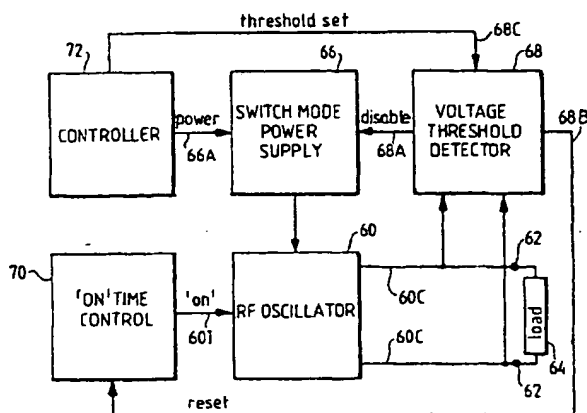 threshold set
72
66
68C
68
CONTROLLER
power
66A
SWITCH MODE
POWER
SUPPLY
disable
68A
VOLTAGE
THRESHOLD
DETECTOR
68B
70
'ON' TIME
CONTROL
'on'
601
60
RF OSCILLATOR
60C
60C
62
load
64
62
reset